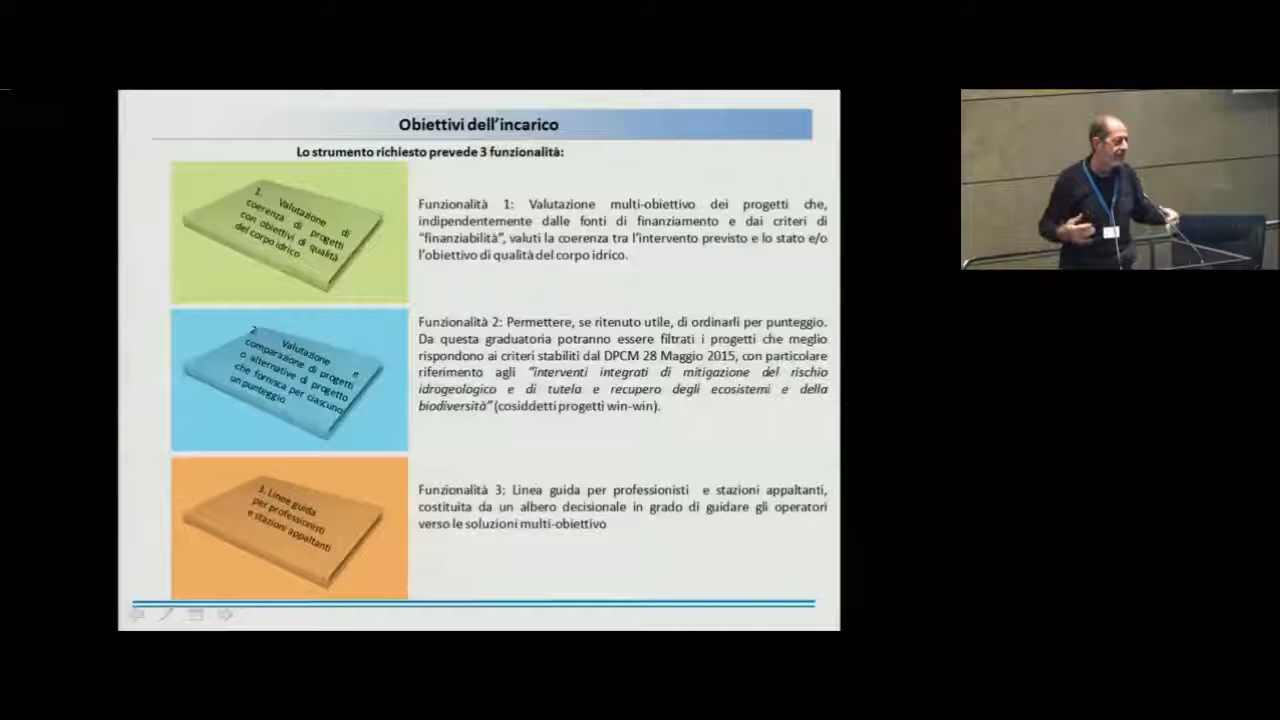 Obiettivi dell'incarico
Lo strumento richiesto prevede 3 funzionalità:
1. Valutazione di
coerenza di progetti
con obiettivi di qualità
del corpo idrico
Funzionalità 1: Valutazione multi-obiettivo dei progetti che,
indipendentemente dalle fonti di finanziamento e dai criteri di
"finanziabilità", valuti la coerenza tra l'intervento previsto e lo stato e/o
l'obiettivo di qualità del corpo idrico.
2. Valutazione e
comparazione di progetti
o alternative di progetto
che fornisca per ciascuno
un punteggio
Funzionalità 2: Permettere, se ritenuto utile, di ordinarli per punteggio.
Da questa graduatoria potranno essere filtrati i progetti che meglio
rispondono ai criteri stabiliti dal DPCM 28 Maggio 2015, con particolare
riferimento agli "interventi integrati di mitigazione del rischio
idrogeologico e di tutela e recupero degli ecosistemi e della
biodiversità" (cosiddetti progetti win-win).
3. Linee guida
per professionisti
e stazioni appaltanti
Funzionalità 3: Linea guida per professionisti e stazioni appaltanti,
costituita da un albero decisionale in grado di guidare gli operatori
verso le soluzioni multi-obiettivo